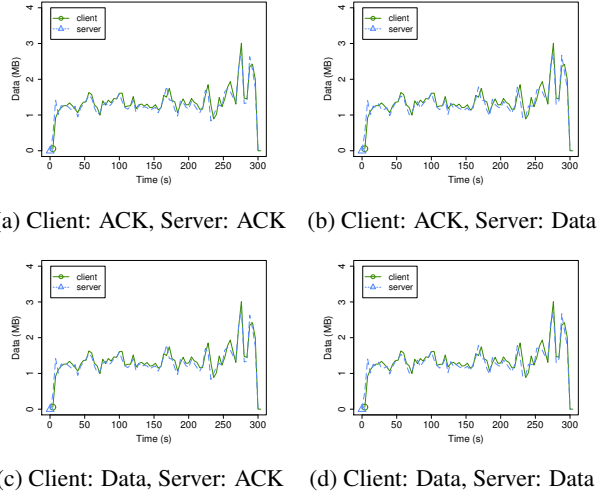 client
server
Data (MB)
0 1 2 3 4
0 50 100 150 200 250 300
Time (s)
client
server
Data (MB)
0 1 2 3 4
0 50 100 150 200 250 300
Time (s)
a) Client: ACK, Server: ACK (b) Client: ACK, Server: Data
client
server
Data (MB)
0 1 2 3 4
0 50 100 150 200 250 300
Time (s)
client
server
Data (MB)
0 1 2 3 4
0 50 100 150 200 250 300
Time (s)
c) Client: Data, Server: ACK (d) Client: Data, Server: Data